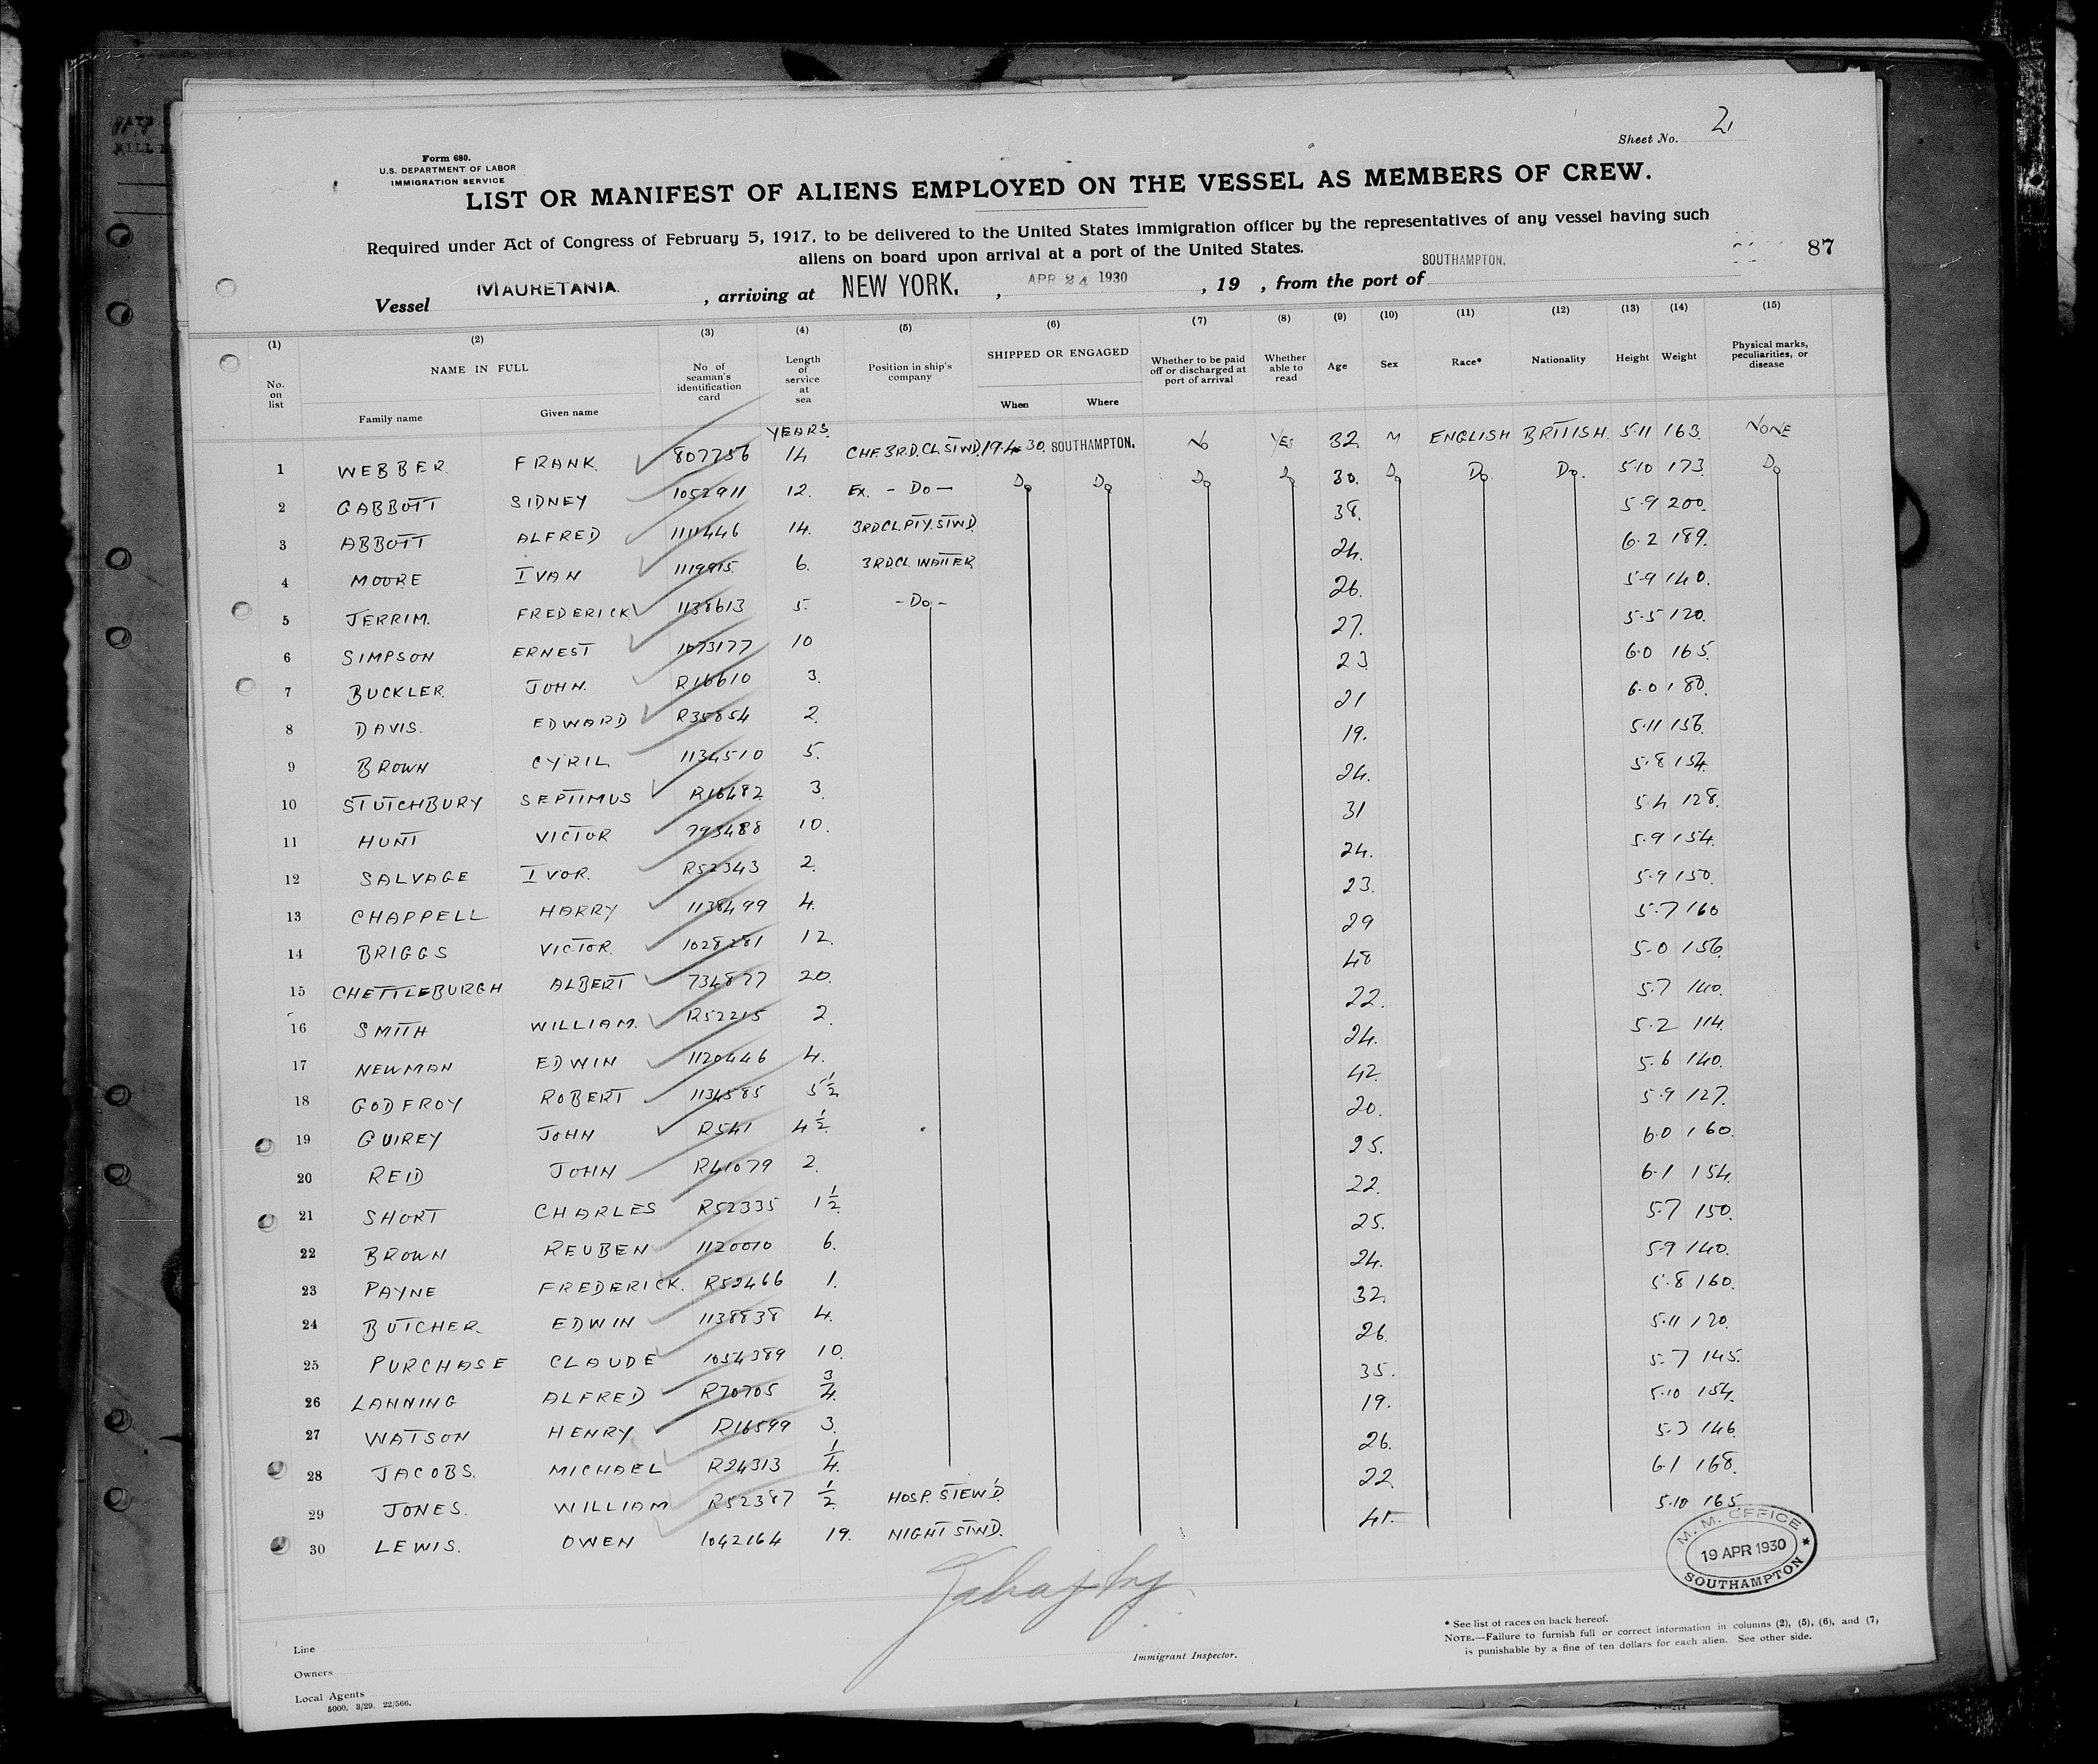 Sheet No. 2
Form 680.
U.S. DEPARTMENT OF LABOR
IMMIGRATION SERVICE
LIST OR MANIFEST OF ALIENS EMPLOYED ON THE VESSEL AS MEMBERS OF CREW.
Required under Act of Congress of February 5, 1917, to be delivered to the United States immigration officer by the representatives of any vessel having such
aliens on board upon arrival at a port of the United States.
87
Vessel MAURETANIA, arriving at NEW YORK., APR 24 1930, 19 , from the port of SOUTHAMPTON.
(1) (2) (3) (4) (5) (6) (7) (8) (9) (10) (11) (12) (13) (14) (15)
No. on list NAME IN FULL Family name Given name No of seaman's identification card Length of service at sea Position in ship's company SHIPPED OR ENGAGED When Where Whether to be paid off or discharged at port of arrival Whether able to read Age Sex Race* Nationality Height Weight Physical marks, peculiarities, or disease
YEARS.
1 WEBBER. FRANK. 807756 14 CHF. 3RD. CL. STWD. 19.4.30. SOUTHAMPTON. No YES 32 M ENGLISH BRITISH. 5.11 163. NONE
2 GABBOTT SIDNEY 1052911 12. Ex. - Do - Do Do Do Do 30. Do Do. Do. 5.10 173. Do
3 ABBOTT ALFRED 1111446 14. 3RD CL. PTY. STWD. 38. 5.9 200.
4 MOORE IVAN 1119915 6. 3RD.CL. WAITER 24. 6.2 189.
5 JERRIM. FREDERICK 1138613 5. - Do - 26. 5.9 140.
6 SIMPSON ERNEST 1073177 10 27. 5.5 120.
7 BUCKLER. JOHN. R16610 3. 23 6.0 165.
8 DAVIS. EDWARD R35854 2. 21 6.0 180.
9 BROWN CYRIL 1134510 5. 19. 5.11 156.
10 STUTCHBURY SEPTIMUS R16482 3 24. 5.8 154.
11 HUNT VICTOR 793488 10. 31 5.4 128.
12 SALVAGE IVOR. R52343 2. 24. 5.9 154.
13 CHAPPELL HARRY 1138499 4. 23. 5.9 150.
14 BRIGGS VICTOR. 1028281 12. 29 5.7 160
15 CHETTLEBURGH ALBERT 734877 20. 48 5.0 156.
16 SMITH WILLIAM. R52215 2. 22. 5.7 140.
17 NEWMAN EDWIN 1120446 4. 24. 5.2 114.
18 GODFROY ROBERT 1134585 5½ 42. 5.6 140.
19 GUIREY JOHN R541 4½ 20. 5.9 127.
20 REID JOHN R41079 2. 25. 6.0 160.
21 SHORT CHARLES R52335 1½ 22. 6.1 154.
22 BROWN REUBEN 1120010 6. 25. 5.7 150.
23 PAYNE FREDERICK. R52466 1. 24. 5.9 140.
24 BUTCHER. EDWIN 1138838 4. 32. 5.8 160.
25 PURCHASE CLAUDE 1054389 10. 26. 5.11 120.
26 LANNING ALFRED R70705 ¾ 35. 5.7 145.
27 WATSON HENRY R16599 3. 19. 5.10 154.
28 JACOBS. MICHAEL R24313 ¼ 26. 5.3 146.
29 JONES. WILLIAM R52387 ½ HOSP. STEW'D. 22 6.1 168.
30 LEWIS. OWEN 1042164 19. NIGHT STWD. 41. 5.10 165
M. M. OFFICE
19 APR 1930
SOUTHAMPTON
Line
Owners
Local Agents
5000. 3/29. 22/566.
Immigrant Inspector.
* See list of races on back hereof.
NOTE.—Failure to furnish full or correct information in columns (2), (5), (6), and (7,
is punishable by a fine of ten dollars for each alien. See other side.